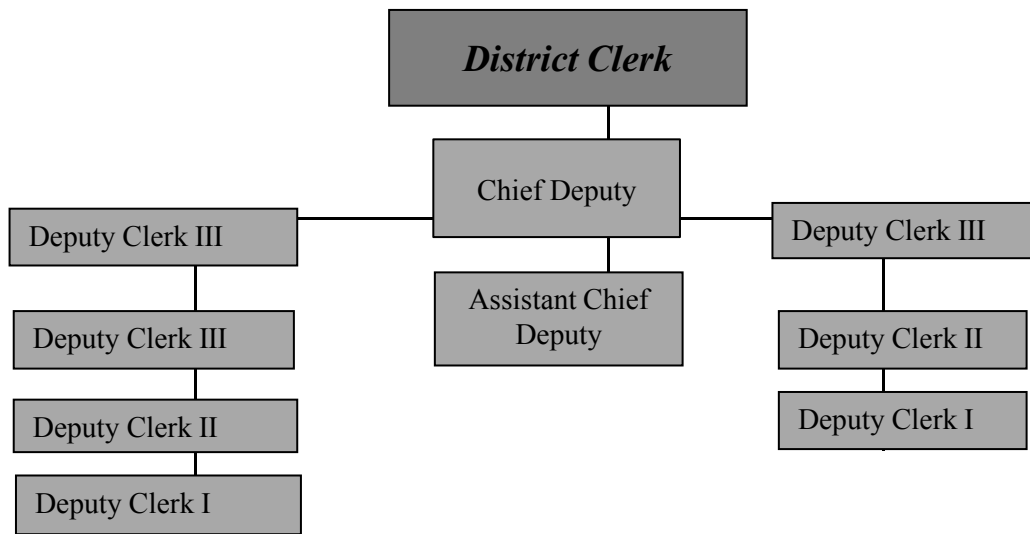 District Clerk
Chief Deputy
Deputy Clerk III
Deputy Clerk III
Deputy Clerk II
Deputy Clerk I
Assistant Chief
Deputy
Deputy Clerk III
Deputy Clerk II
Deputy Clerk I